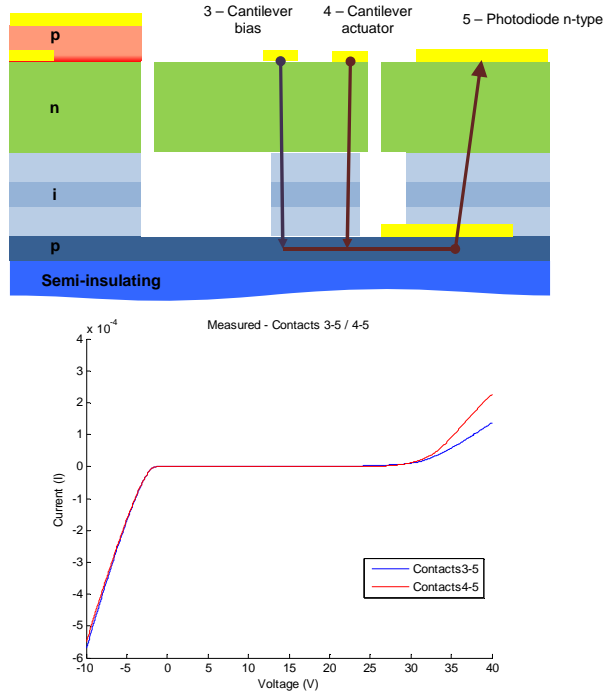 3 – Cantilever
bias
4 – Cantilever
actuator
5 – Photodiode n-type
p
n
i
p
Semi-insulating
Measured - Contacts 3-5 / 4-5
x 10⁻⁴
4
3
2
1
0
-1
-2
-3
-4
-5
-6
Current (I)
-10
-5
0
5
10
15
20
25
30
35
40
Voltage (V)
Contacts3-5
Contacts4-5